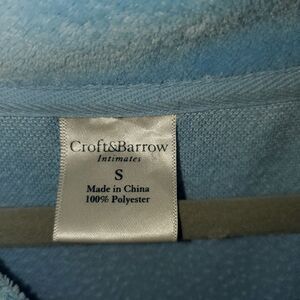 Croft&Barrow
Intimates
S
Made in China
100% Polyester